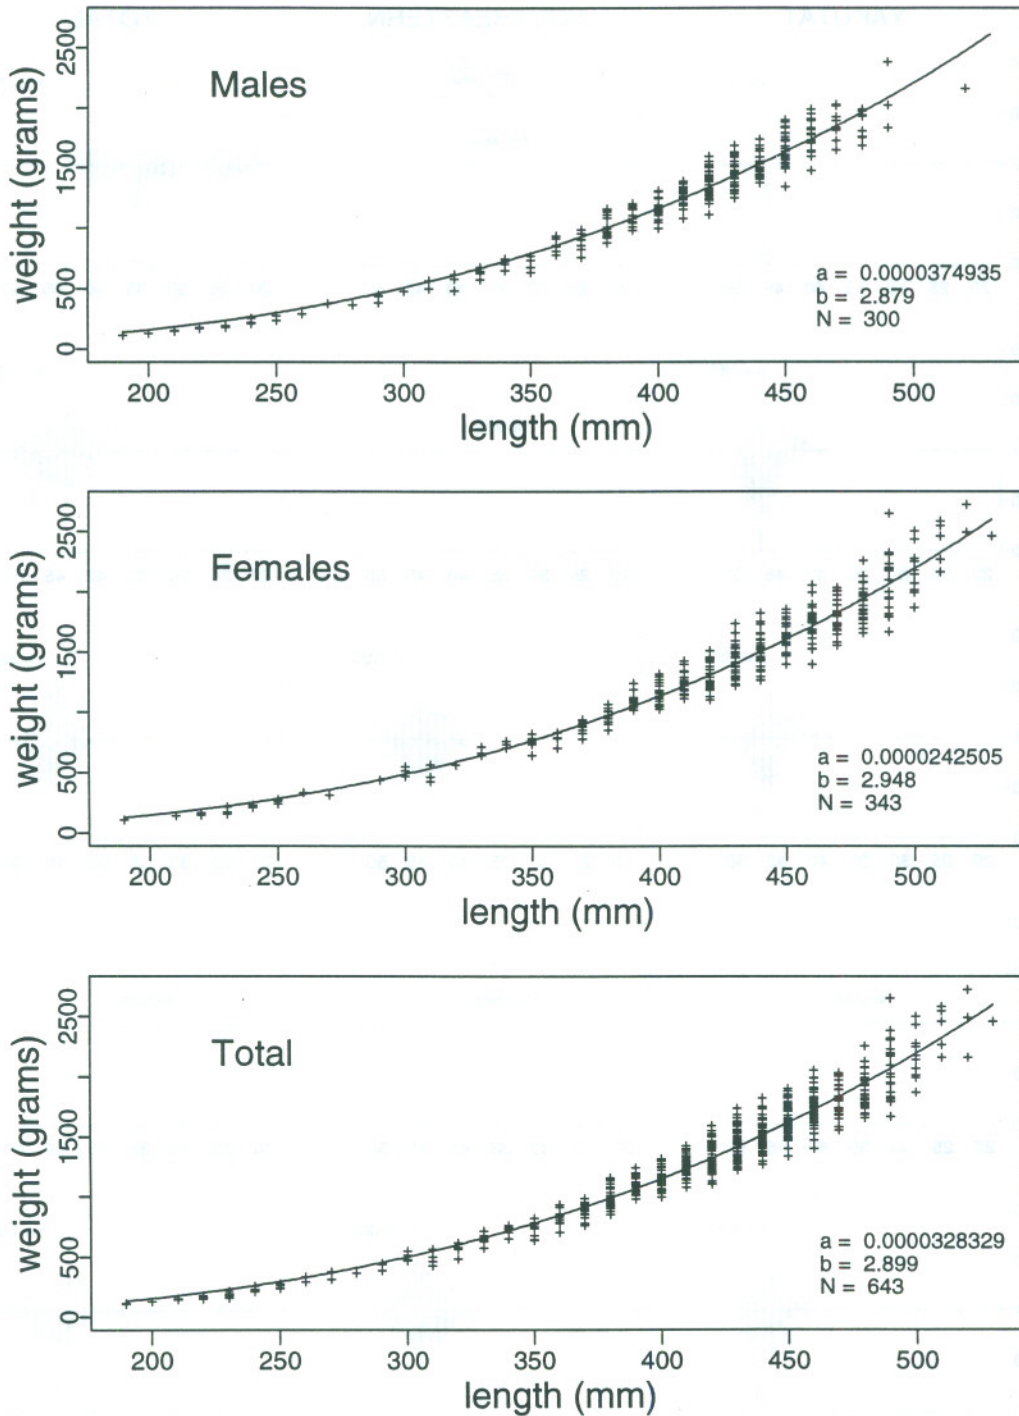 Males
weight (grams)
0 500 1500 2500
a = 0.0000374935
b = 2.879
N = 300
200 250 300 350 400 450 500
length (mm)
Females
weight (grams)
0 500 1500 2500
a = 0.0000242505
b = 2.948
N = 343
200 250 300 350 400 450 500
length (mm)
Total
weight (grams)
0 500 1500 2500
a = 0.0000328329
b = 2.899
N = 643
200 250 300 350 400 450 500
length (mm)